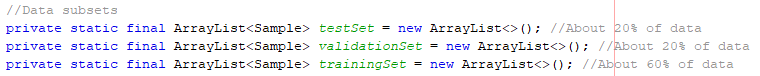 //Data subsets
private static final ArrayList<Sample> testSet = new ArrayList<>(); //About 20% of data
private static final ArrayList<Sample> validationSet = new ArrayList<>(); //About 20% of data
private static final ArrayList<Sample> trainingSet = new ArrayList<>(); //About 60% of data